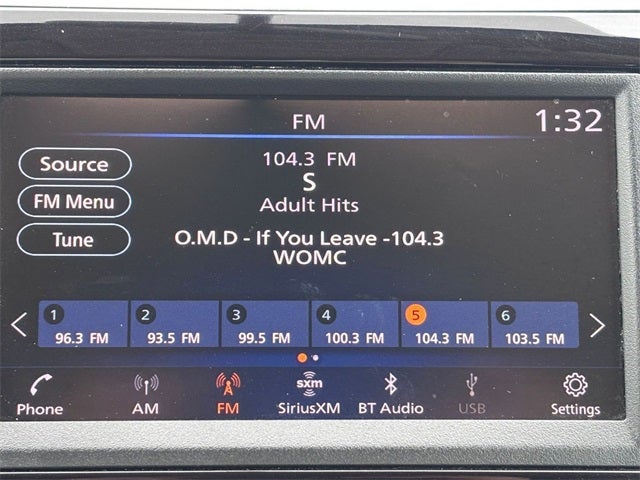 FM 1:32
Source
FM Menu
Tune
104.3 FM
S
Adult Hits
O.M.D - If You Leave -104.3
WOMC
1 2 3 4 5 6
96.3 FM 93.5 FM 99.5 FM 100.3 FM 104.3 FM 103.5 FM
sxm
Phone AM FM SiriusXM BT Audio USB Settings